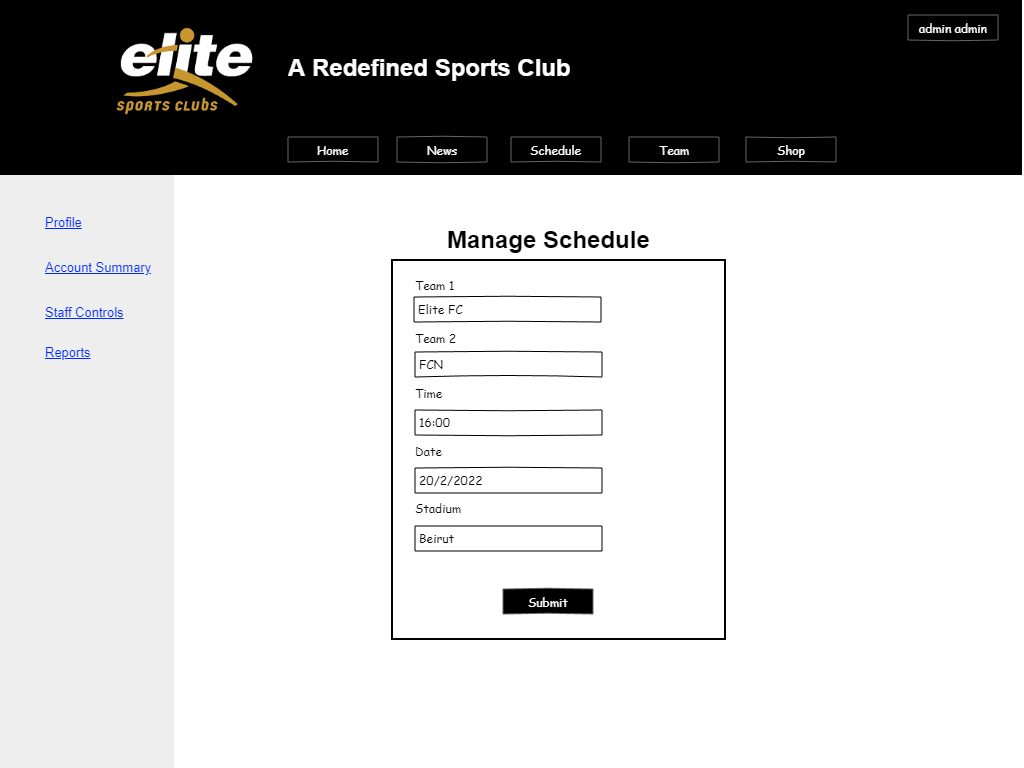 elite
SPORTS CLUBS
A Redefined Sports Club
admin admin
Home News Schedule Team Shop
Profile
Account Summary
Staff Controls
Reports
Manage Schedule
Team 1
Elite FC
Team 2
FCN
Time
16:00
Date
20/2/2022
Stadium
Beirut
Submit